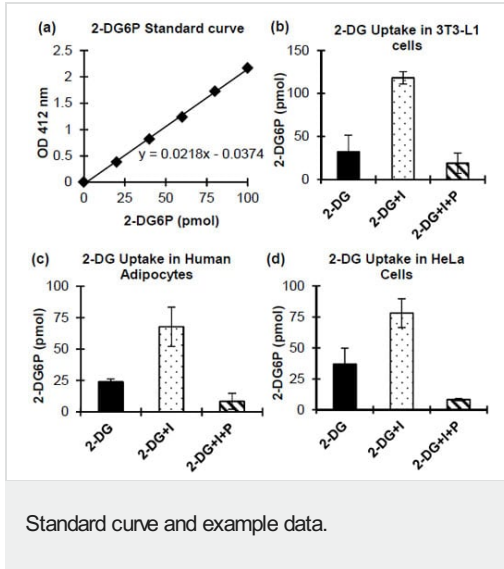 (a) 2-DG6P Standard curve
OD 412 nm
2.5
2
1.5
1
0.5
0
y = 0.0218x - 0.0374
0 25 50 75 100
2-DG6P (pmol)
(b) 2-DG Uptake in 3T3-L1
cells
2-DG6P (pmol)
150
100
50
0
2-DG 2-DG+I 2-DG+I+P
(c) 2-DG Uptake in Human
Adipocytes
2-DG6P (pmol)
100
75
50
25
0
2-DG 2-DG+I 2-DG+I+P
(d) 2-DG Uptake in HeLa
Cells
2-DG6P (pmol)
100
75
50
25
0
2-DG 2-DG+I 2-DG+I+P
Standard curve and example data.